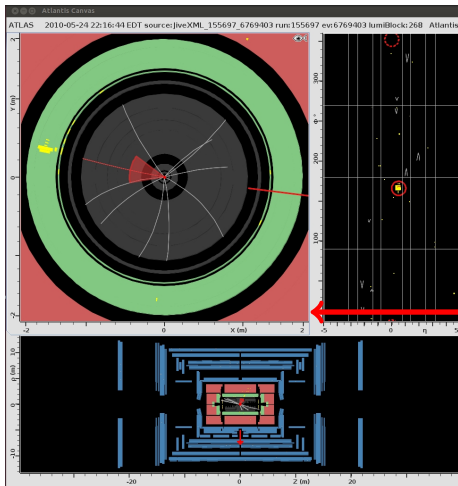 Atlantis Canvas
ATLAS 2010-05-24 22:16:44 EDT source:JiveXML_155697_6769403 run:155697 ev:6769403 lumiBlock:268 Atlantis
Y (m)
2
0
-2
-2 0 X (m) 2
Φ°
300
200
100
-5 0 η 5
ρ (m)
10
0
-10
-20 0 Z (m) 20